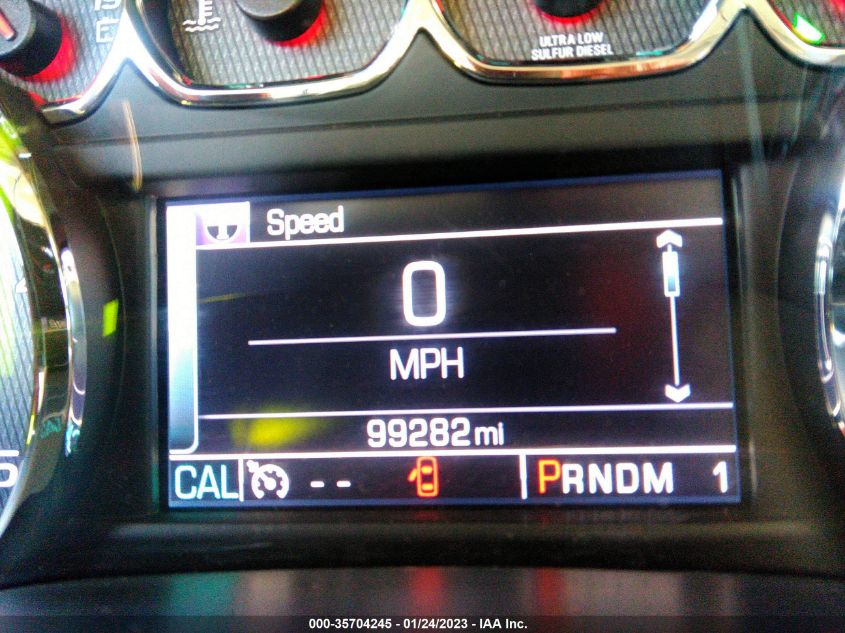 ULTRA LOW
SULFUR DIESEL
Speed
0
MPH
99282 mi
CAL -- PRNDM 1
000-35704245 - 01/24/2023 - IAA Inc.